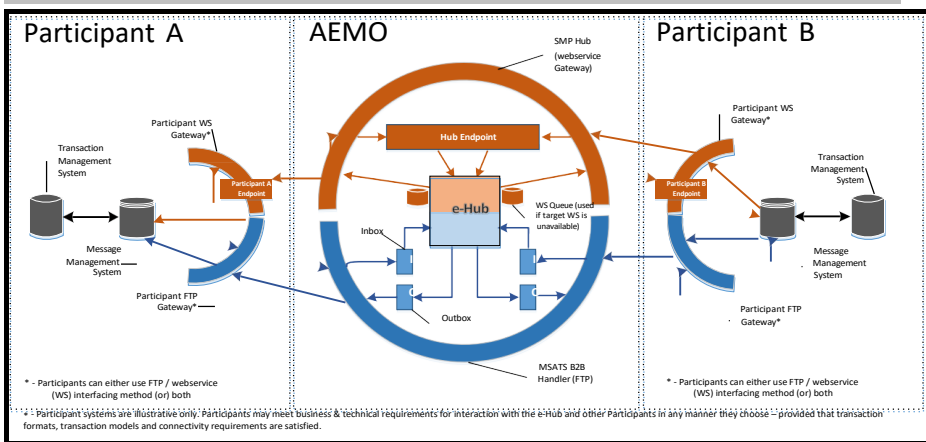 Participant A
AEMO
Participant B
SMP Hub
(webservice
Gateway)
Participant WS
Gateway*
Participant WS
Gateway*
Transaction
Management
System
Hub Endpoint
Transaction
Management
System
Participant A
Endpoint
Participant B
Endpoint
e-Hub
WS Queue (used
if target WS is
unavailable)
Inbox
Message
Management
System
Message
Management
System
I
I
Participant FTP
Gateway*
O
O
Outbox
Participant FTP
Gateway*
MSATS B2B
Handler (FTP)
* - Participants can either use FTP / webservice
(WS) interfacing method (or) both
* - Participants can either use FTP / webservice
(WS) interfacing method (or) both
* - Participant systems are illustrative only. Participants may meet business & technical requirements for interaction with the e-Hub and other Participants in any manner they choose – provided that transaction
formats, transaction models and connectivity requirements are satisfied.